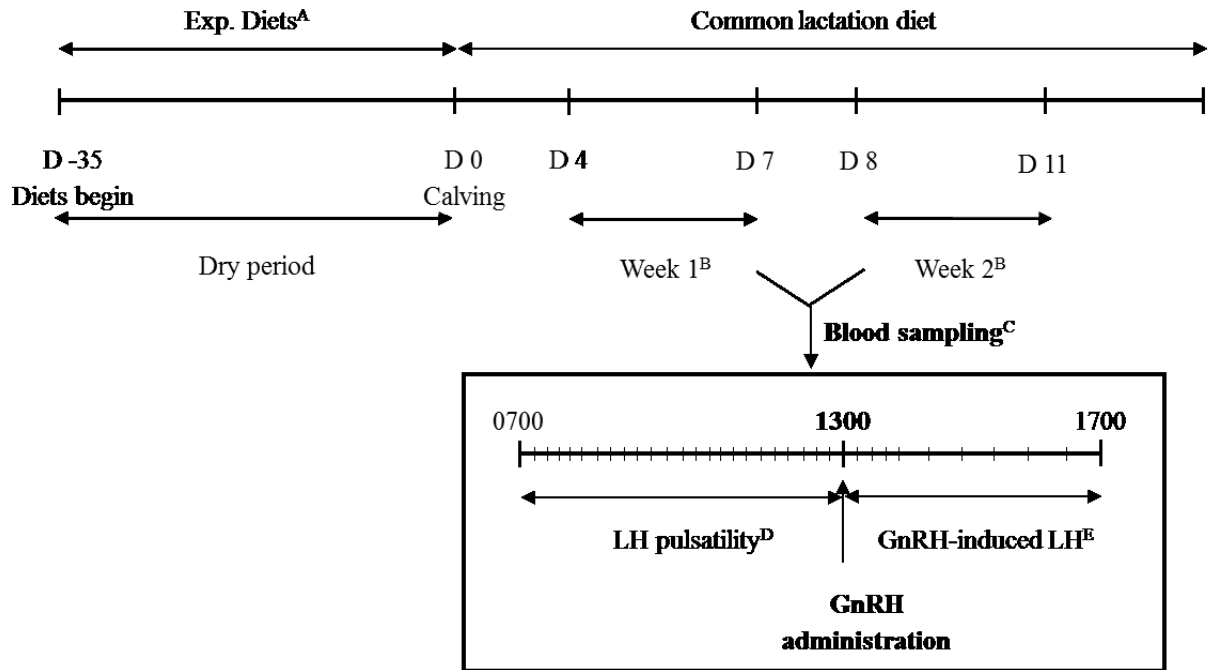 Exp. Diets^A Common lactation diet
D -35 D 0 D 4 D 7 D 8 D 11
Diets begin Calving
Dry period Week 1^B Week 2^B
Blood sampling^C
0700 1300 1700
LH pulsatility^D GnRH-induced LH^E
GnRH
administration